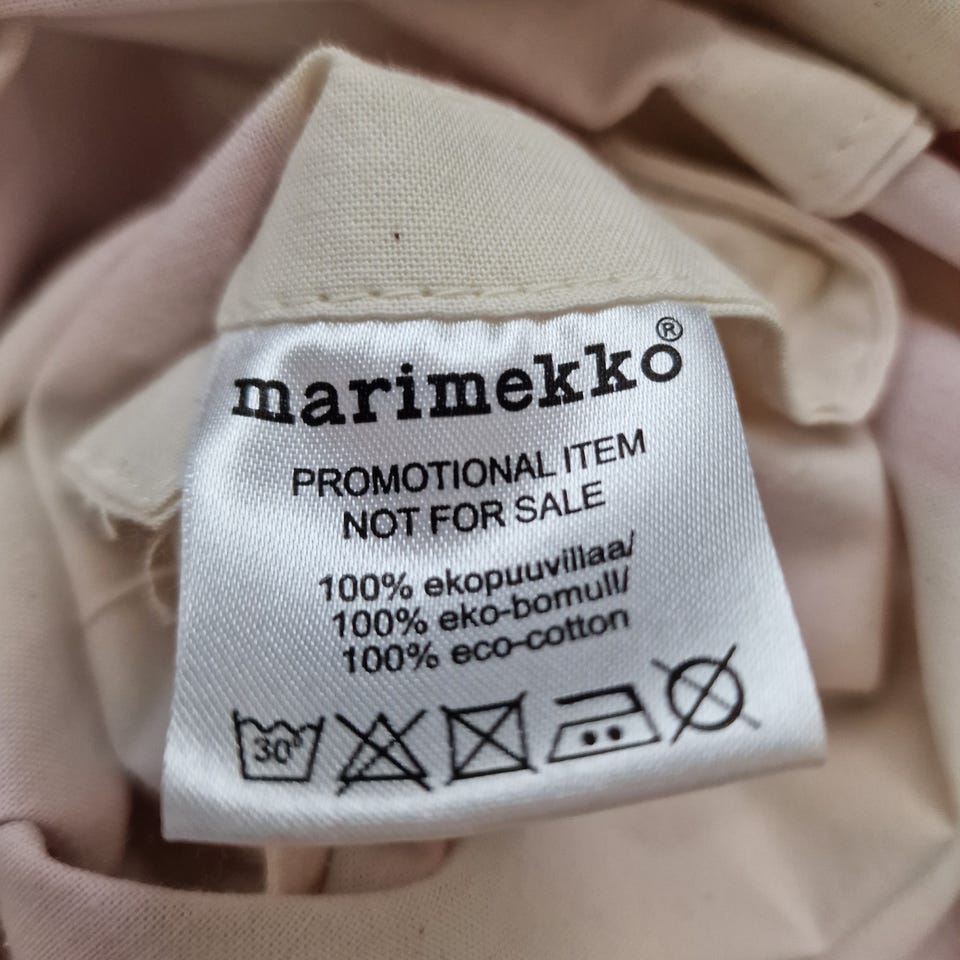 marimekko®
PROMOTIONAL ITEM
NOT FOR SALE
100% ekopuuvillaa/
100% eko-bomull/
100% eco-cotton
30°